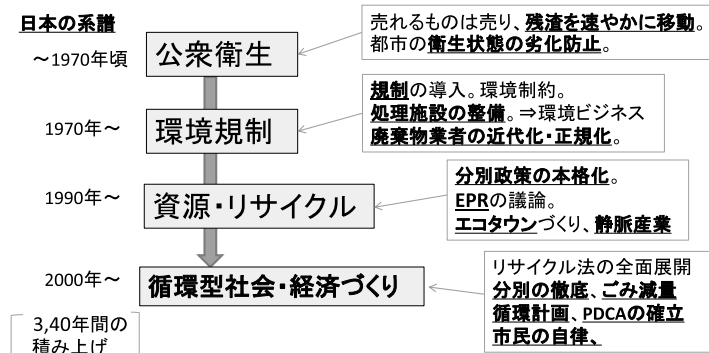 日本の系譜
～1970年頃
公衆衛生
売れるものは売り、残渣を速やかに移動。
都市の衛生状態の劣化防止。
1970年～
環境規制
規制の導入。環境制約。
処理施設の整備。⇒環境ビジネス
廃棄物業者の近代化・正規化。
1990年～
資源・リサイクル
分別政策の本格化。
EPRの議論。
エコタウンづくり、静脈産業
2000年～
循環型社会・経済づくり
リサイクル法の全面展開
分別の徹底、ごみ減量
循環計画、PDCAの確立
市民の自律、
3,40年間の
積み上げ